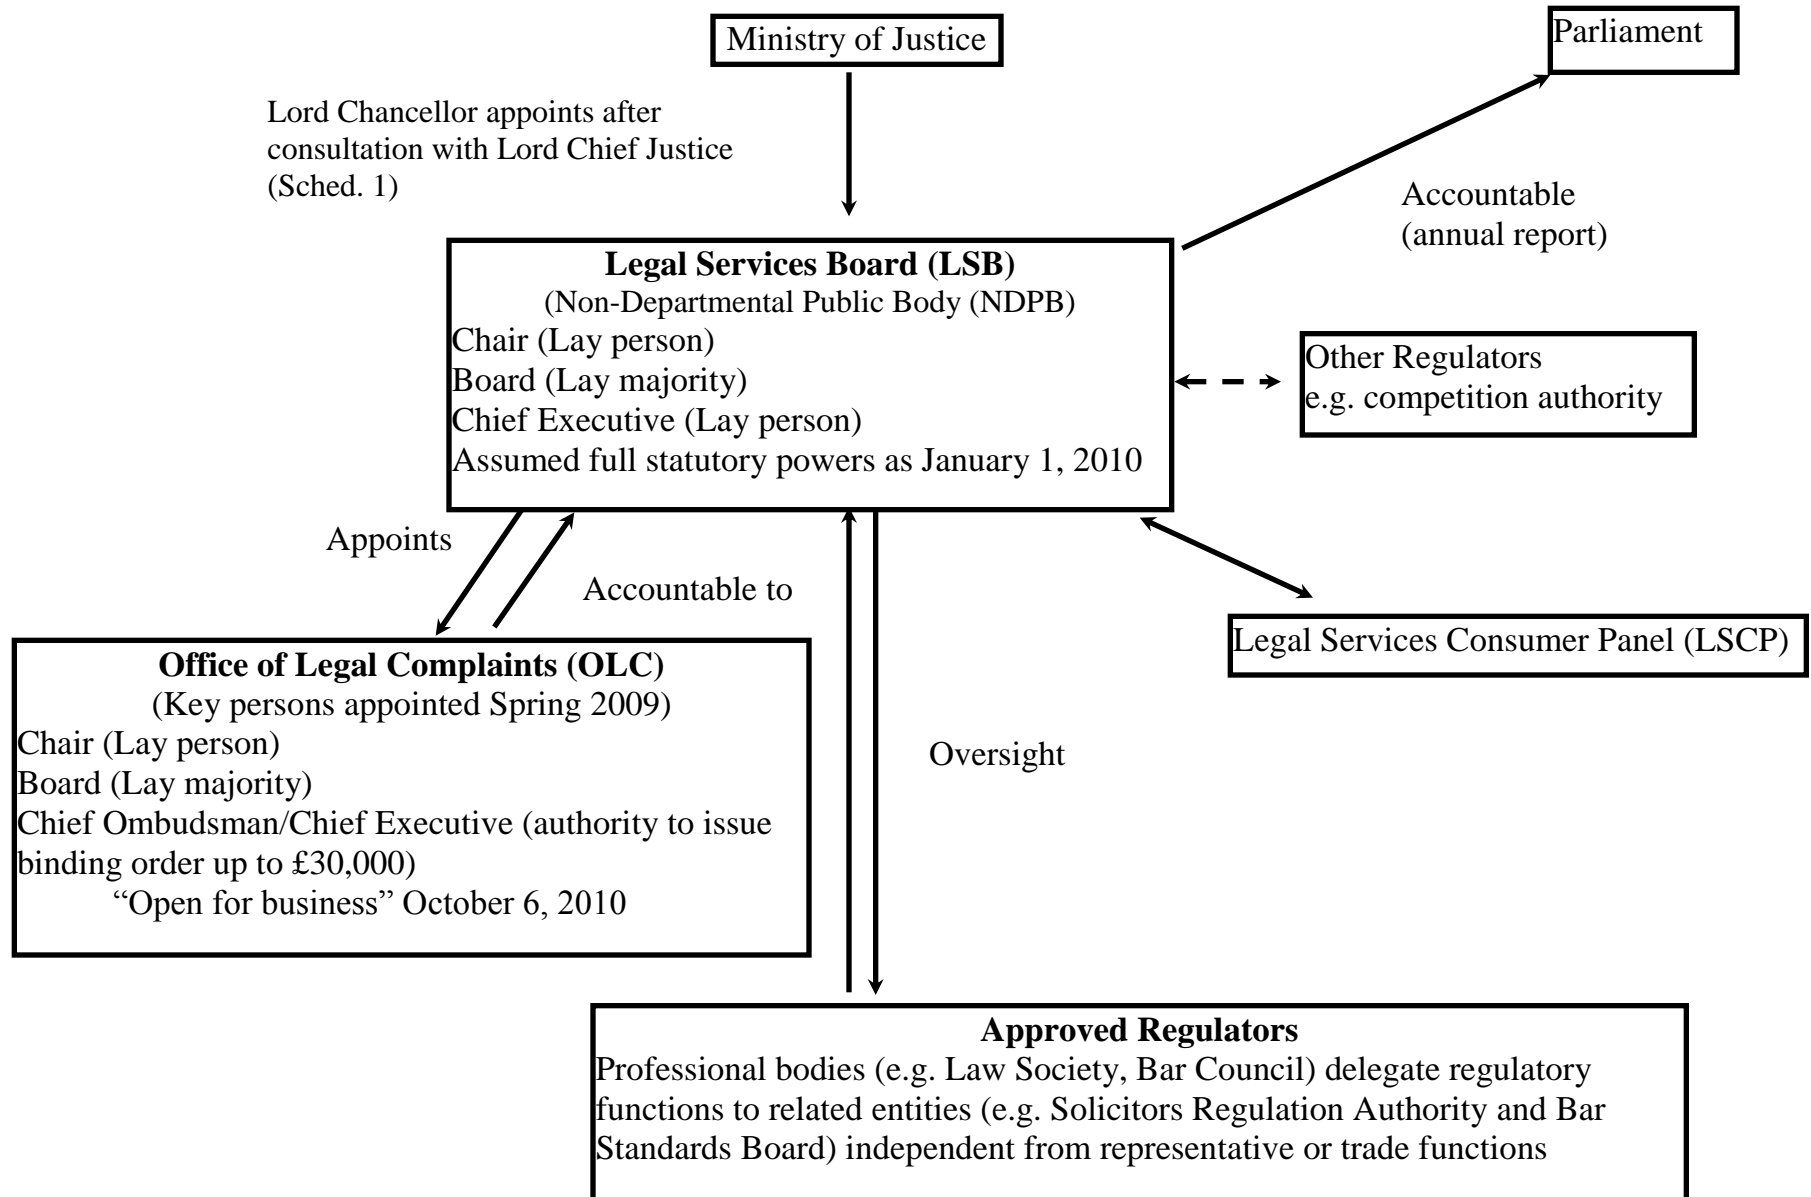 Ministry of Justice
Parliament
Lord Chancellor appoints after
consultation with Lord Chief Justice
(Sched. 1)
Accountable
(annual report)
Legal Services Board (LSB)
(Non-Departmental Public Body (NDPB)
Chair (Lay person)
Board (Lay majority)
Chief Executive (Lay person)
Assumed full statutory powers as January 1, 2010
Other Regulators
e.g. competition authority
Appoints
Accountable to
Legal Services Consumer Panel (LSCP)
Office of Legal Complaints (OLC)
(Key persons appointed Spring 2009)
Chair (Lay person)
Board (Lay majority)
Chief Ombudsman/Chief Executive (authority to issue
binding order up to £30,000)
“Open for business” October 6, 2010
Oversight
Approved Regulators
Professional bodies (e.g. Law Society, Bar Council) delegate regulatory
functions to related entities (e.g. Solicitors Regulation Authority and Bar
Standards Board) independent from representative or trade functions